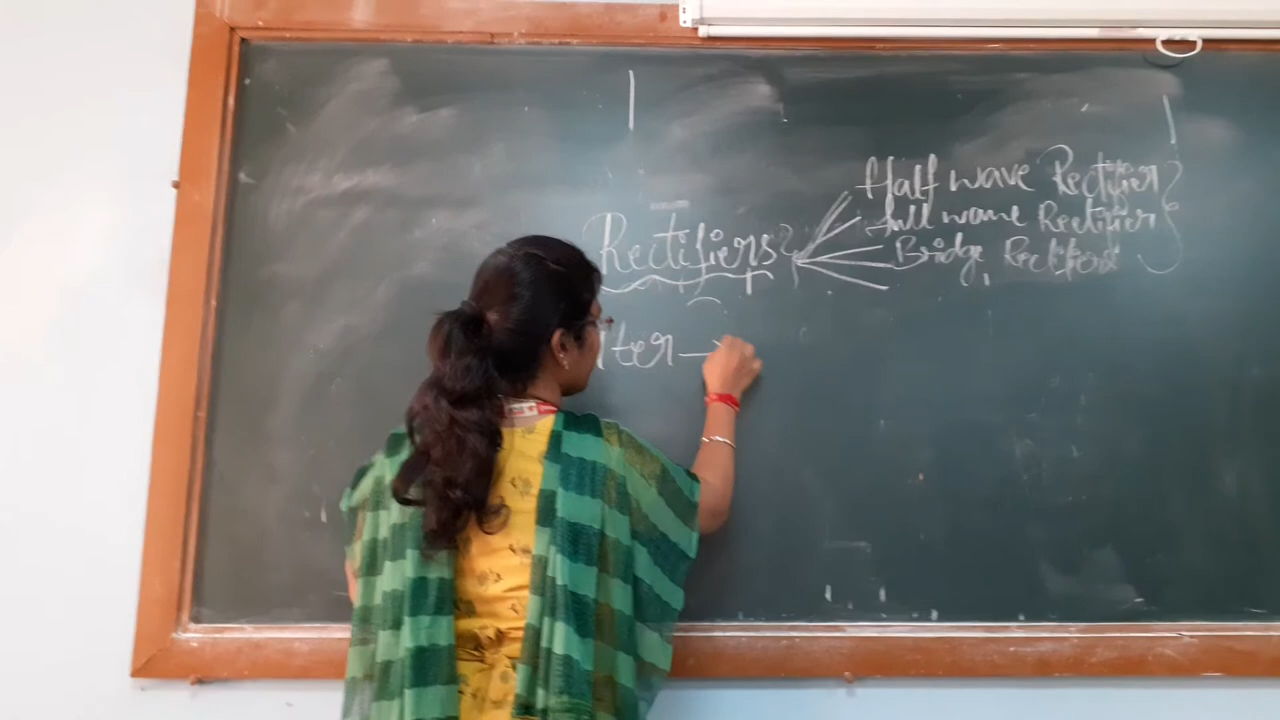 Half wave Rectifier
full wave Rectifier
Rectifiers
Bridge Rectifier
lter →